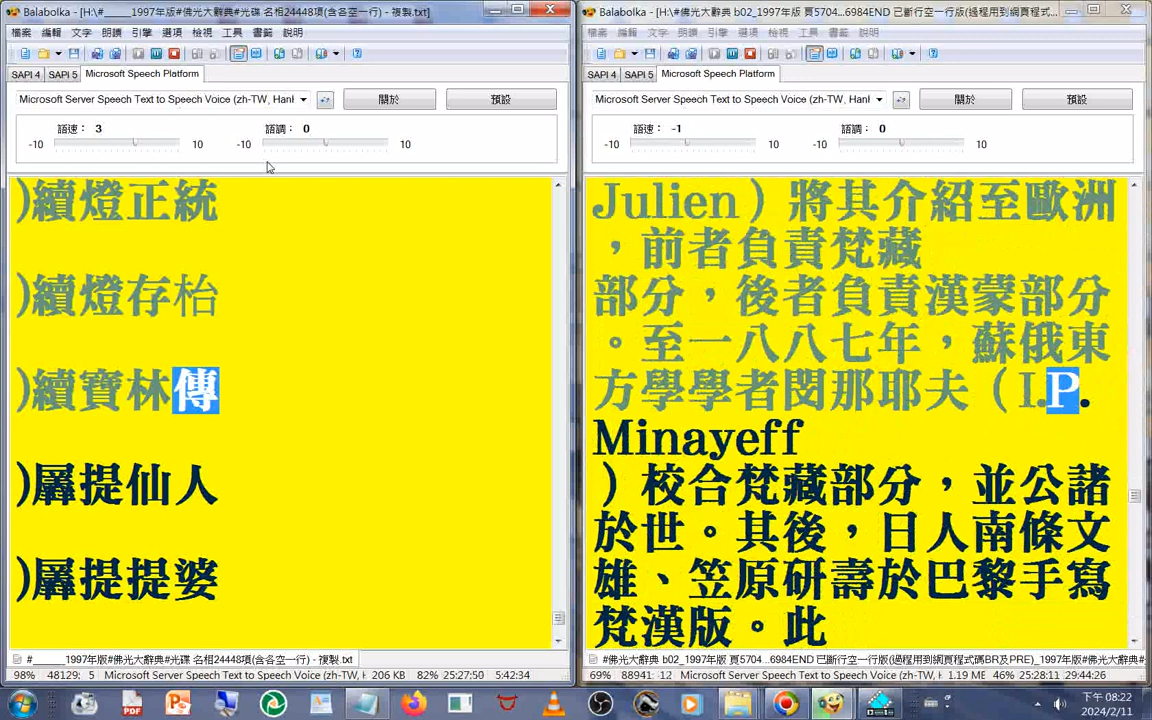 Balabolka - [H:\#_____1997年版#佛光大辭典#光碟 名相24448項(含各空一行) - 複製.txt]
檔案 編輯 文字 朗讀 引擎 選項 檢視 工具 書籤 說明
SAPI 4 SAPI 5 Microsoft Speech Platform
Microsoft Server Speech Text to Speech Voice (zh-TW, Hanl
關於 預設
語速： 3 語調： 0
-10 10 -10 10
)續燈正統
)續燈存枱
)續寶林傳
)羼提仙人
)羼提提婆
#_____1997年版#佛光大辭典#光碟 名相24448項(含各空一行) - 複製.txt
98% 48129: 5 Microsoft Server Speech Text to Speech Voice (zh-TW, H 206 KB 82% 25:27:50 5:42:34
Balabolka - [H:\#佛光大辭典 b02_1997年版 頁5704...6984END 已斷行空一行版(過程用到網頁程式...
檔案 編輯 文字 朗讀 引擎 選項 檢視 工具 書籤 說明
SAPI 4 SAPI 5 Microsoft Speech Platform
Microsoft Server Speech Text to Speech Voice (zh-TW, Hanl
關於 預設
語速： -1 語調： 0
-10 10 -10 10
Julien）將其介紹至歐洲
，前者負責梵藏
部分，後者負責漢蒙部分
。至一八八七年，蘇俄東
方學學者閔那耶夫（I.P.
Minayeff
）校合梵藏部分，並公諸
於世。其後，日人南條文
雄、笠原研壽於巴黎手寫
梵漢版。此
#佛光大辭典 b02_1997年版 頁5704...6984END 已斷行空一行版(過程用到網頁程式碼BR及PRE)_1997年版#
69% 88941: 12 Microsoft Server Speech Text to Speech Voice (zh-TW, H 1.19 ME 46% 25:28:11 29:44:26
下午 08:22
2024/2/11